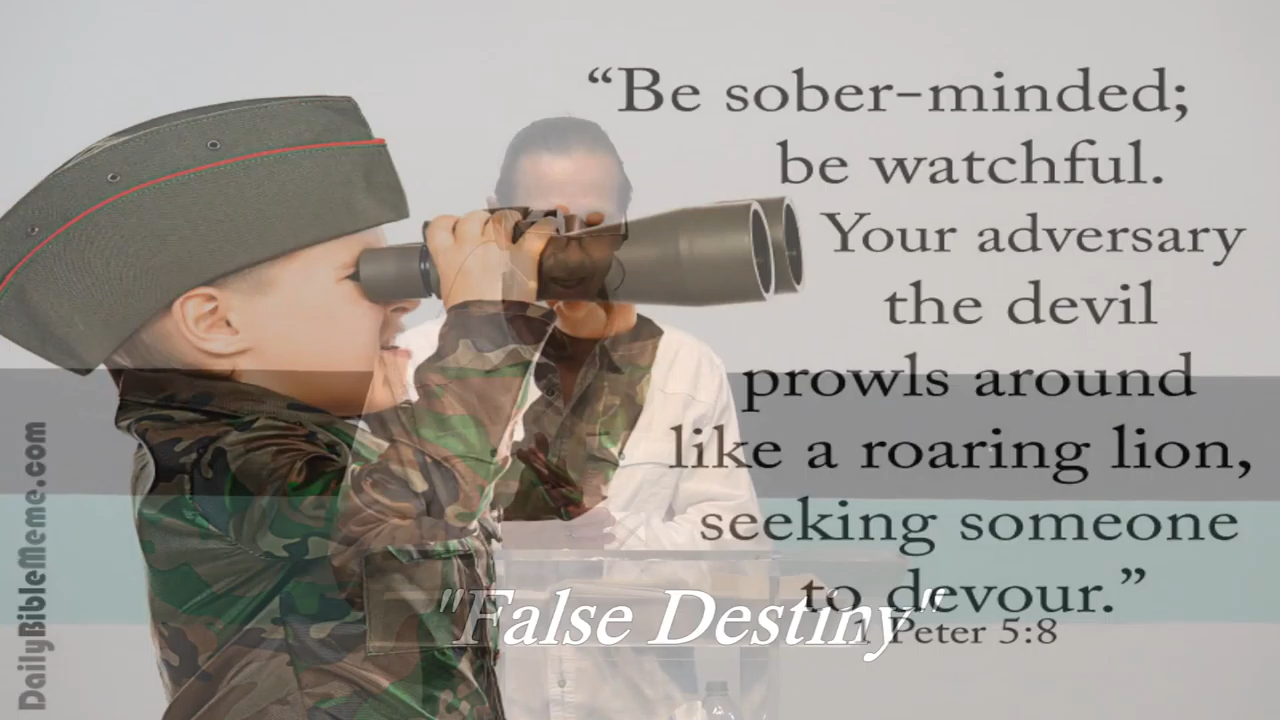 “Be sober-minded;
be watchful.
Your adversary
the devil
prowls around
like a roaring lion,
seeking someone
to devour.”
"False Destiny"
1 Peter 5:8
DailyBibleMeme.com